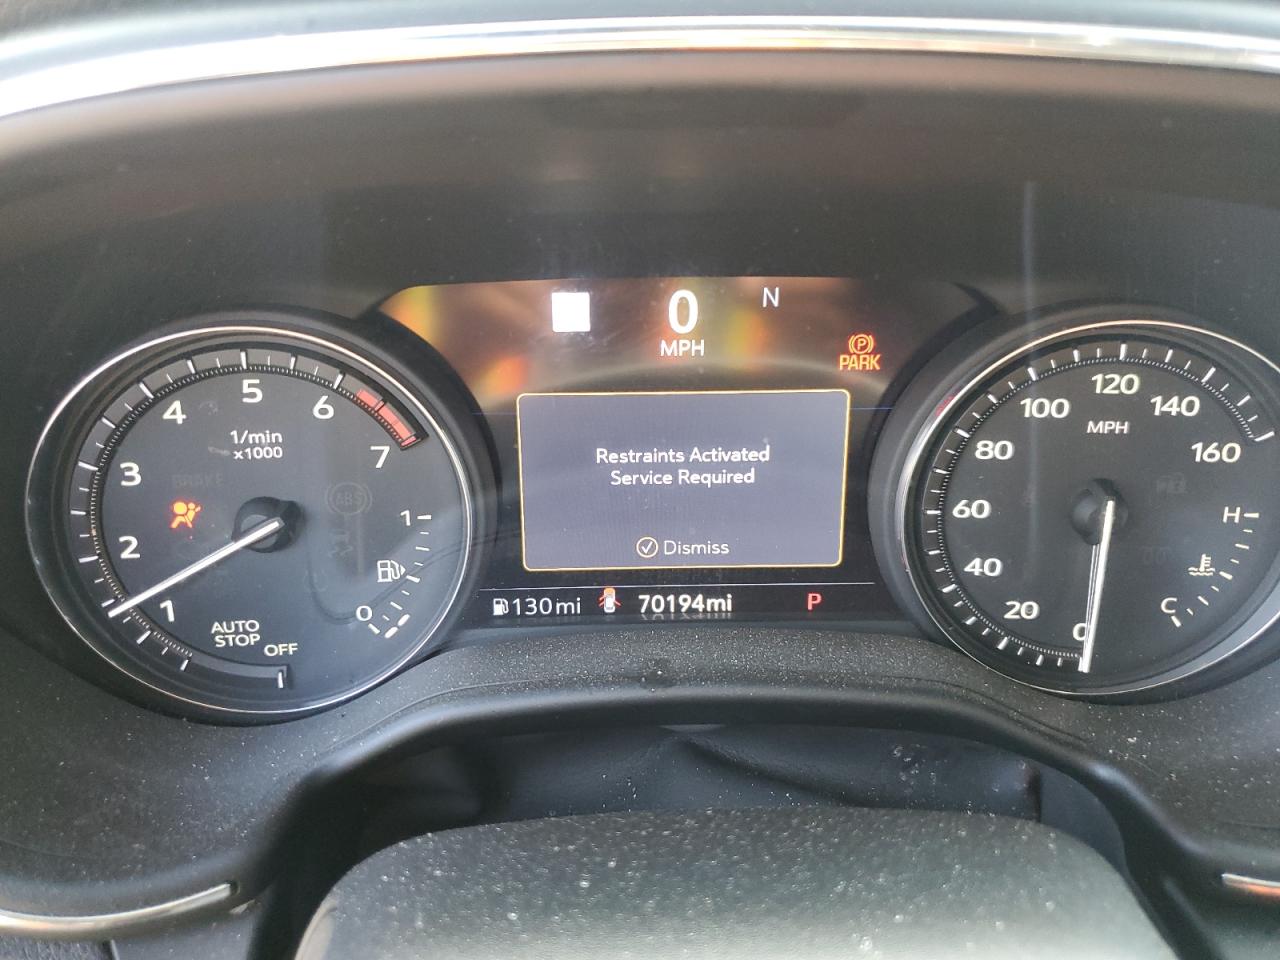 0
MPH
N
PARK
Restraints Activated
Service Required
Dismiss
130mi
70194mi
P
1
2
3
4
5
6
7
1/min
x1000
BRAKE
ABS
1
0
AUTO
STOP
OFF
0
20
40
60
80
100
120
140
160
MPH
H
C